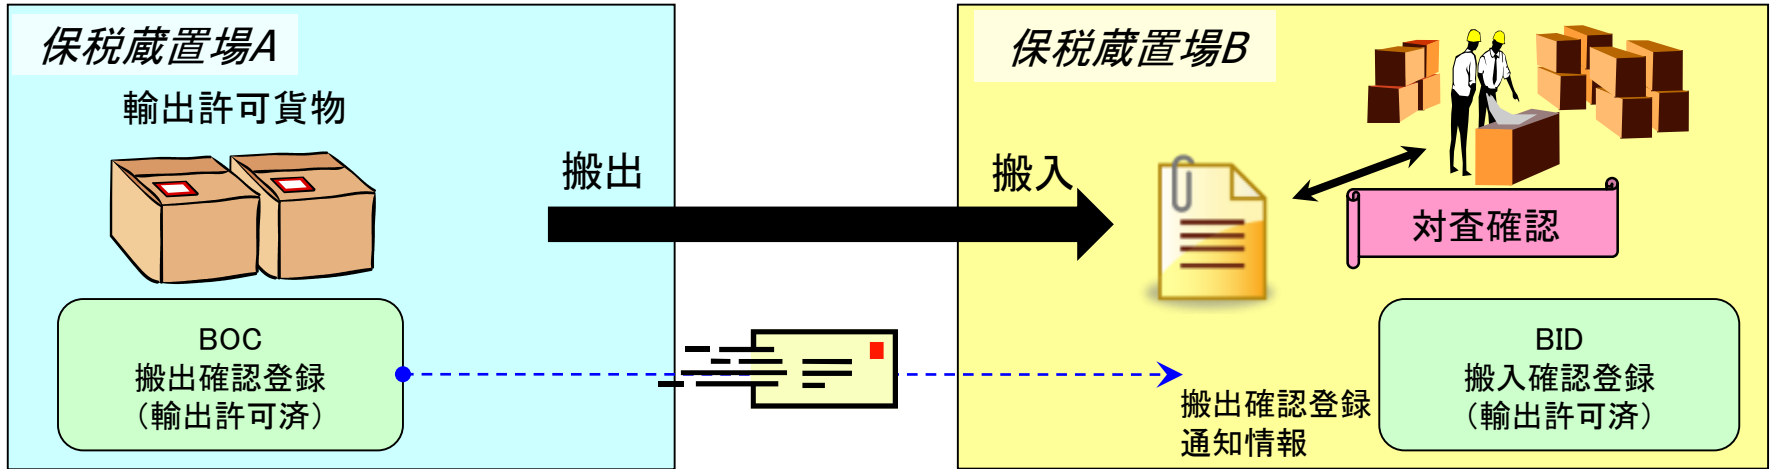 保税蔵置場A
輸出許可貨物
搬出
BOC
搬出確認登録
（輸出許可済）
保税蔵置場B
搬入
対査確認
搬出確認登録
通知情報
BID
搬入確認登録
（輸出許可済）